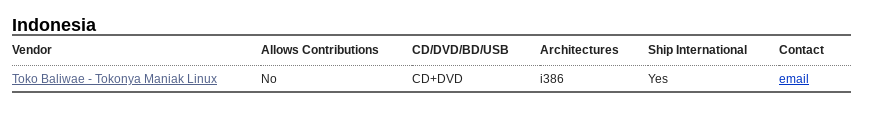 Indonesia
Vendor Allows Contributions CD/DVD/BD/USB Architectures Ship International Contact
Toko Baliwae - Tokonya Maniak Linux No CD+DVD i386 Yes email